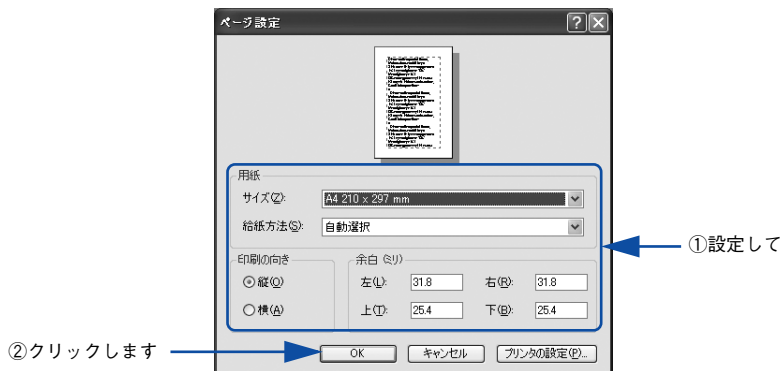 ページ設定
用紙
サイズ(Z):
A4 210 x 297 mm
給紙方法(S):
自動選択
①設定して
印刷の向き
余白 (ミリ)
縦(O)
左(L):
31.8
右(R):
31.8
横(A)
上(T):
25.4
下(B):
25.4
②クリックします
OK
キャンセル
プリンタの設定(P)...